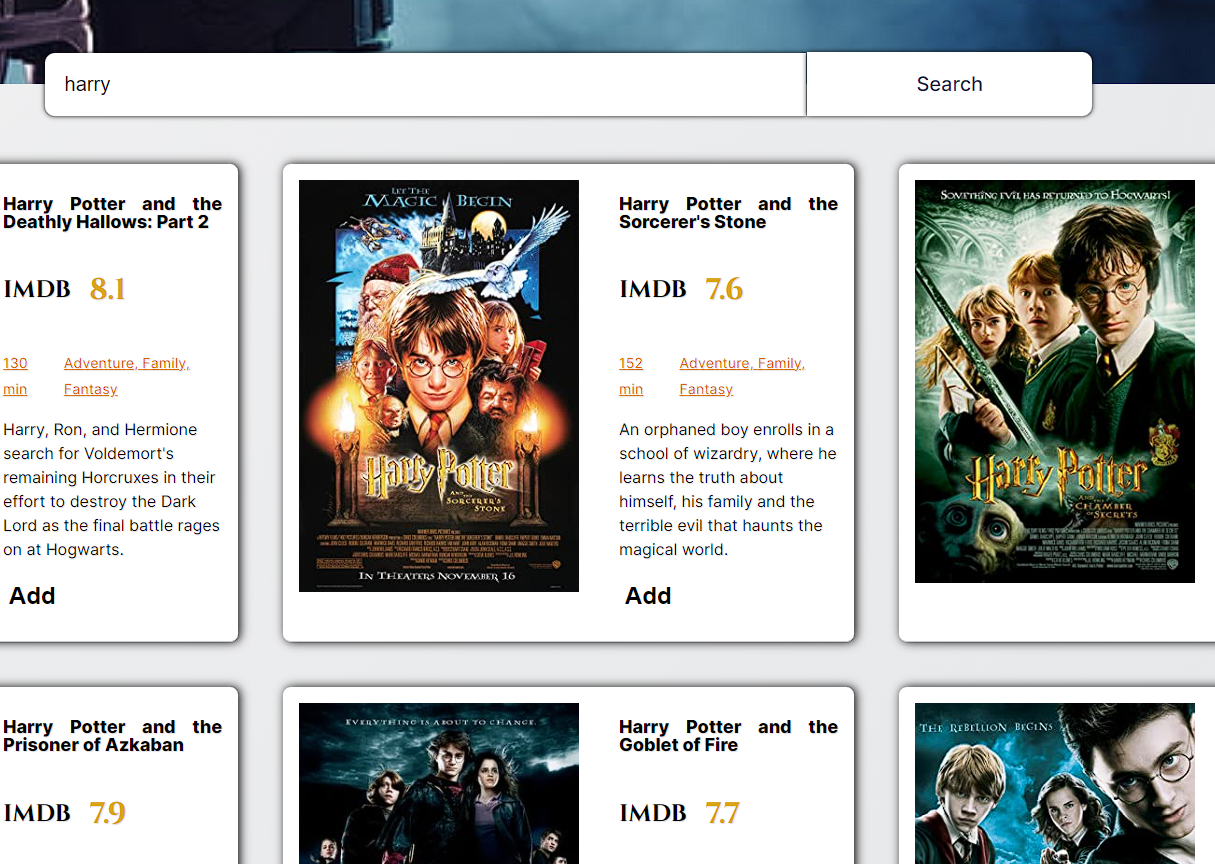 harry
Search
Harry Potter and the
Deathly Hallows: Part 2
IMDB 8.1
130 min
Adventure, Family,
Fantasy
Harry, Ron, and Hermione
search for Voldemort's
remaining Horcruxes in their
effort to destroy the Dark
Lord as the final battle rages
on at Hogwarts.
Add
LET THE
MAGIC BEGIN
Harry Potter
AND THE
SORCERER'S
STONE
IN THEATERS NOVEMBER 16
Harry Potter and the
Sorcerer's Stone
IMDB 7.6
152 min
Adventure, Family,
Fantasy
An orphaned boy enrolls in a
school of wizardry, where he
learns the truth about
himself, his family and the
terrible evil that haunts the
magical world.
Add
SOMETHING EVIL HAS RETURNED TO HOGWARTS!
Harry Potter
AND THE
CHAMBER
OF SECRETS
Harry Potter and the
Prisoner of Azkaban
IMDB 7.9
EVERYTHING IS ABOUT TO CHANGE.
Harry Potter and the
Goblet of Fire
IMDB 7.7
THE REBELLION BEGINS